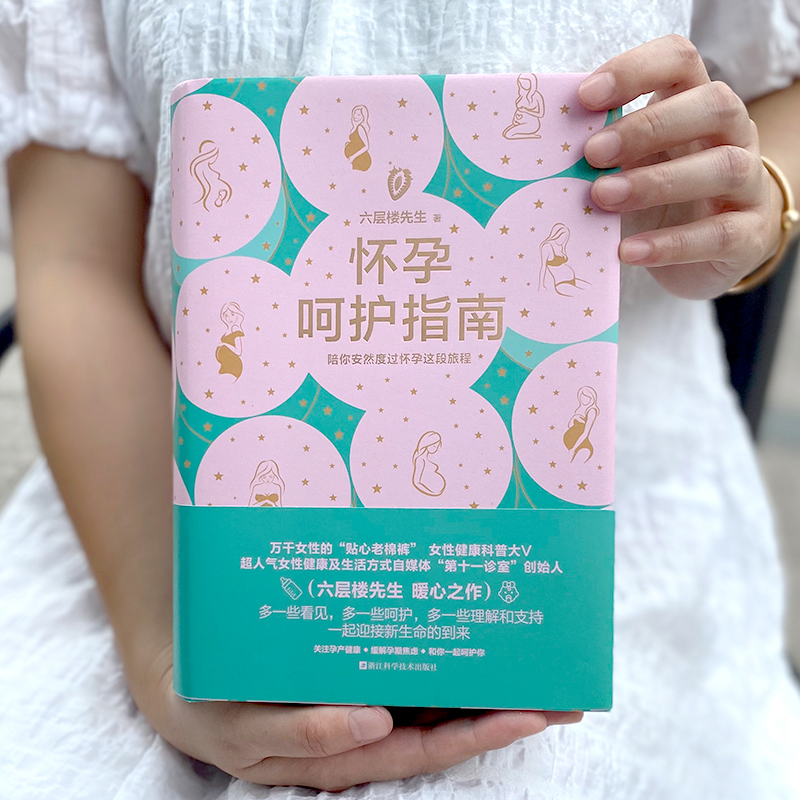 六层楼先生 著
怀孕
呵护指南
陪你安然度过怀孕这段旅程
万千女性的“贴心老棉裤” 女性健康科普大V
超人气女性健康及生活方式自媒体“第十一诊室”创始人
(六层楼先生 暖心之作)
多一些看见,多一些呵护,多一些理解和支持
一起迎接新生命的到来
关注孕产健康◆缓解孕期焦虑◆和你一起呵护你
浙江科学技术出版社